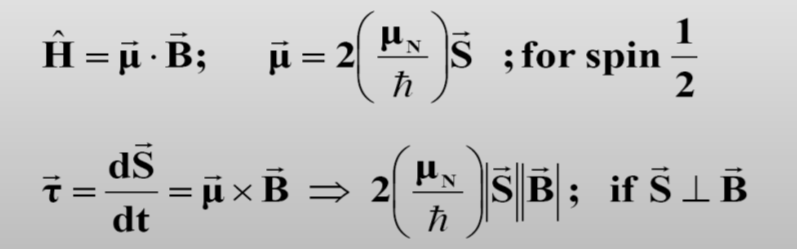 Ĥ = μ⃗ · B⃗; μ⃗ = 2(μ_N/ħ)S⃗ ; for spin 1/2
τ⃗ = dS⃗/dt = μ⃗ × B⃗ ⇒ 2(μ_N/ħ)|S⃗||B⃗| ; if S⃗ ⊥ B⃗